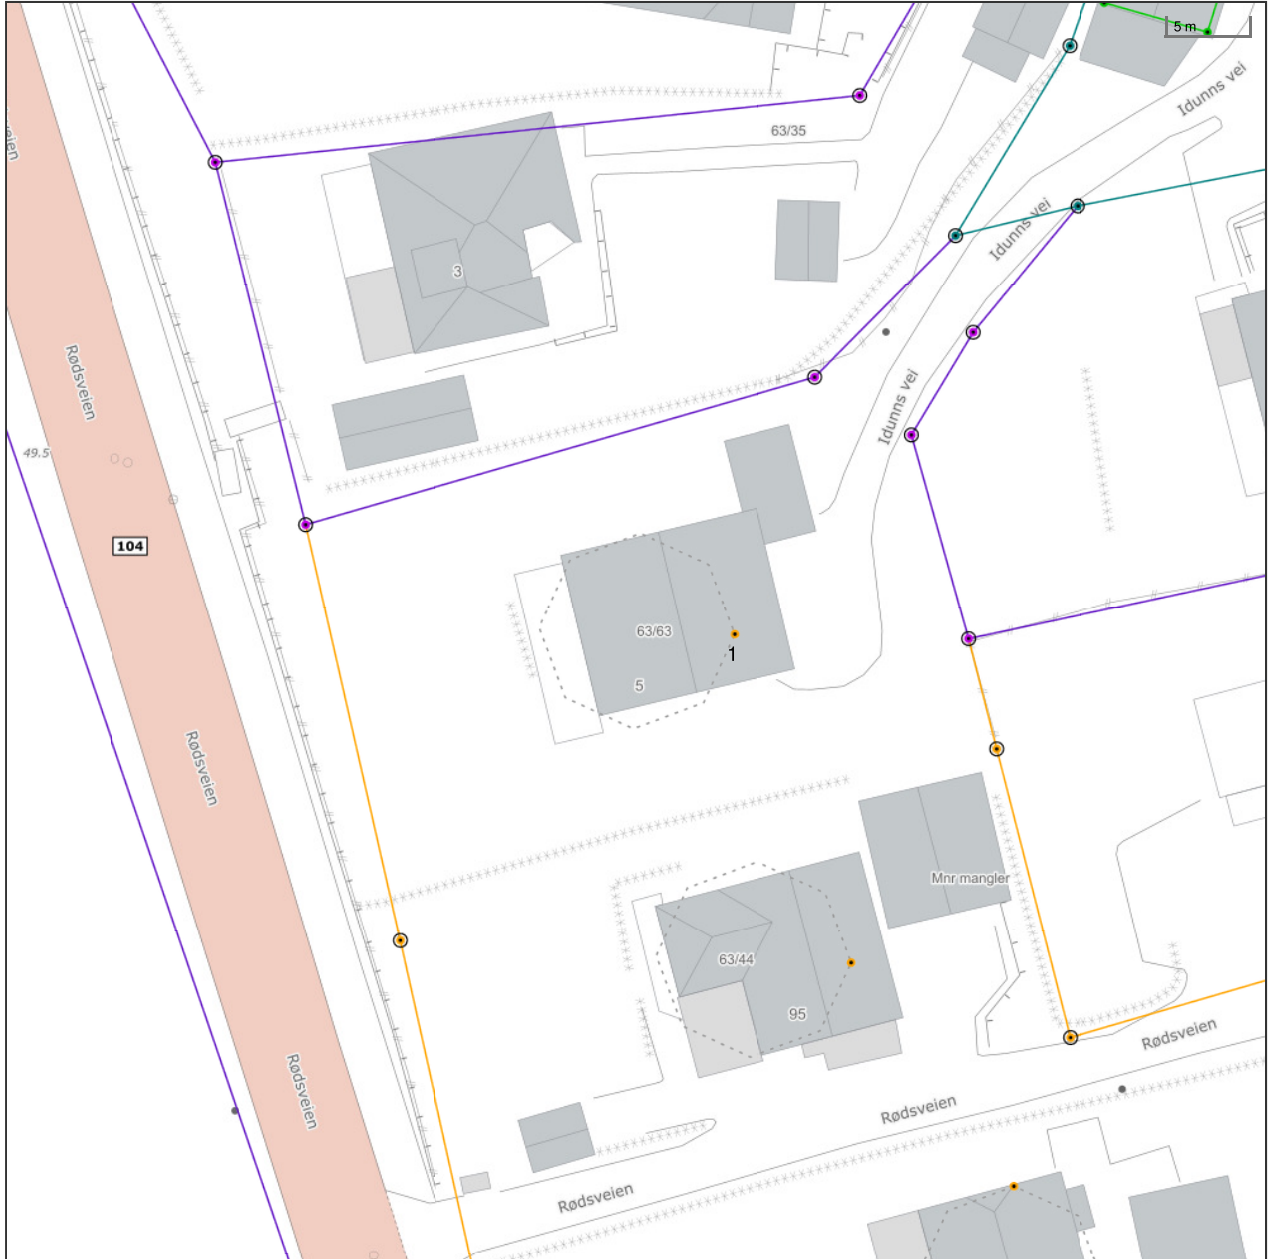 5 m
Idunns vei
63/35
Idunns vei
3
Rødsveien
Idunns vei
49.5
104
63/63
1
5
Rødsveien
Mnr mangler
63/44
95
Rødsveien
Rødsveien
Rødsveien
Rødsveien